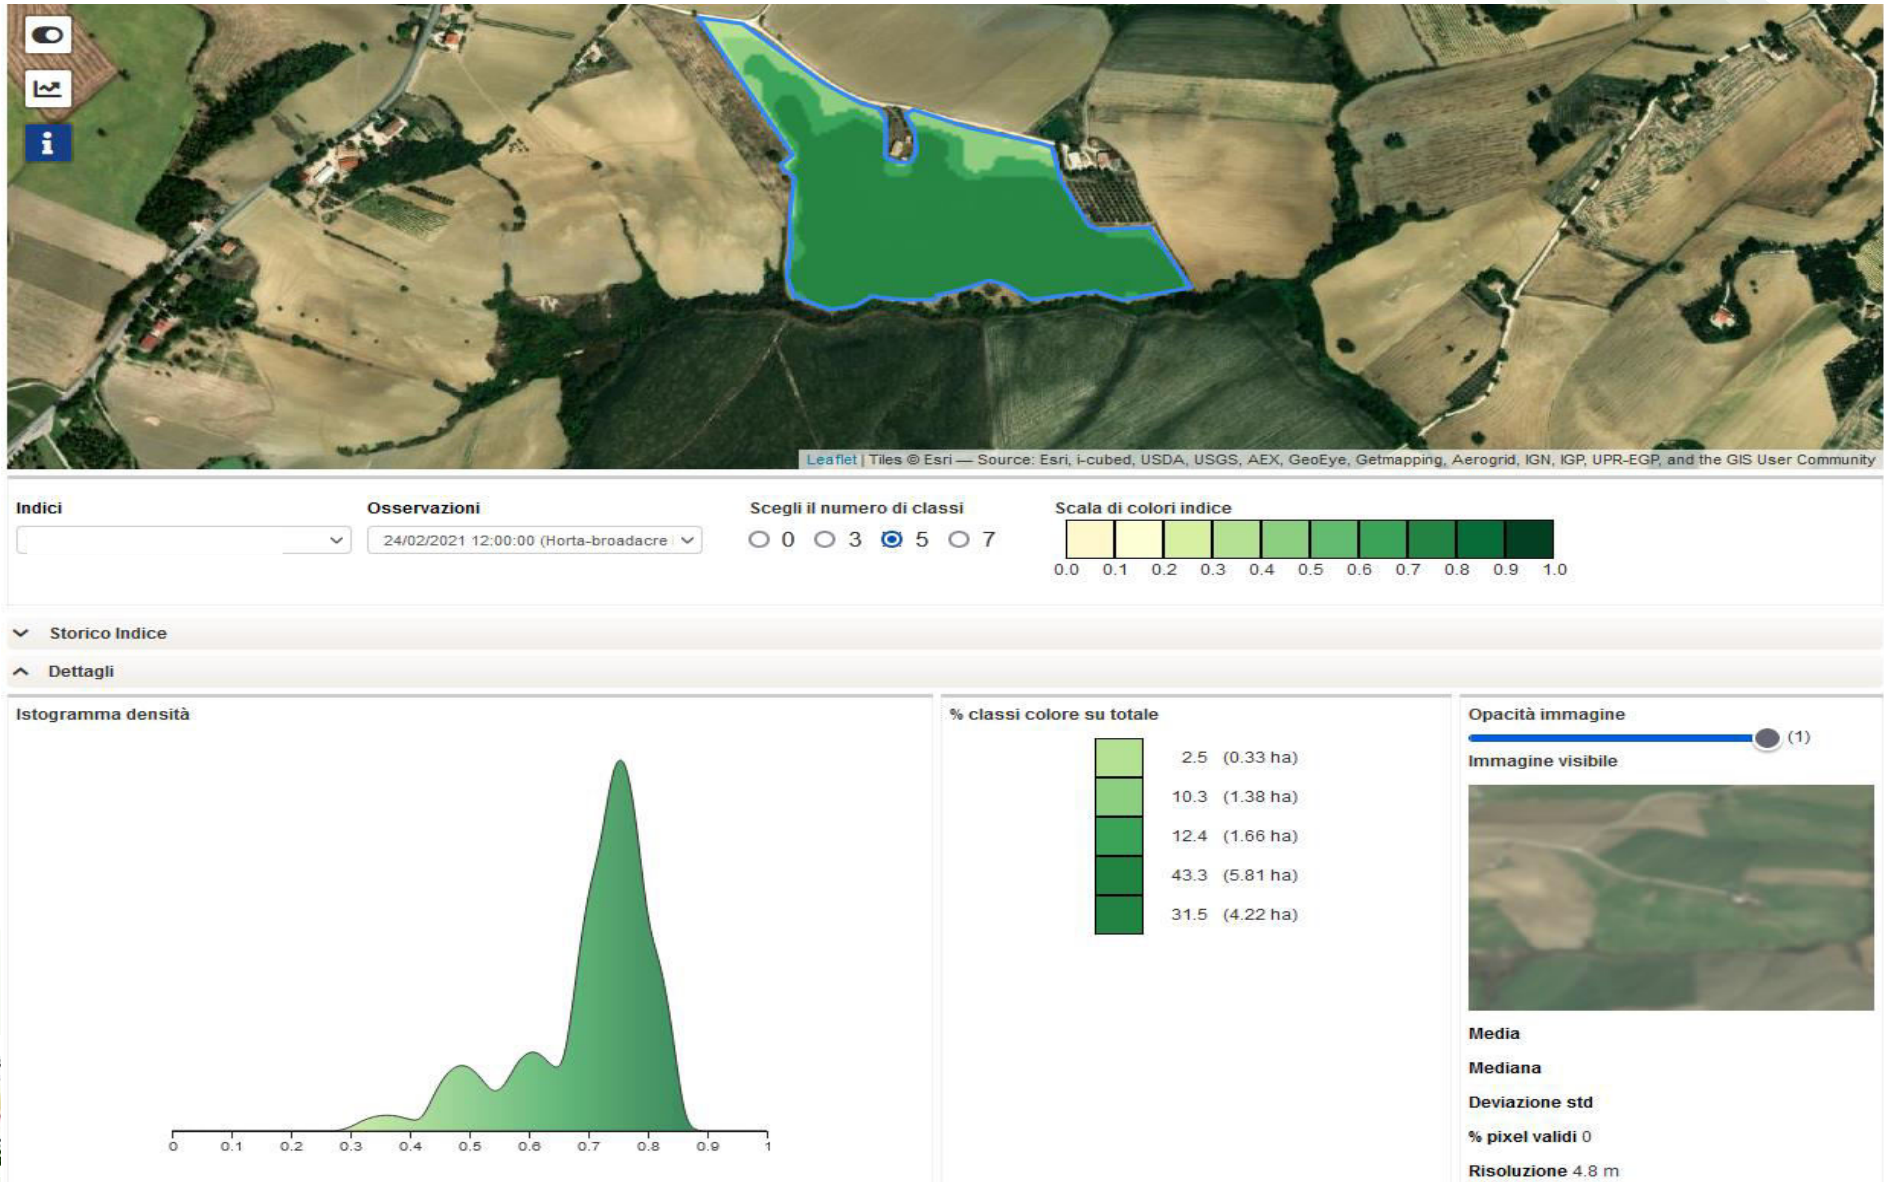 Leaflet | Tiles © Esri — Source: Esri, i-cubed, USDA, USGS, AEX, GeoEye, Getmapping, Aerogrid, IGN, IGP, UPR-EGP, and the GIS User Community
Indici
Osservazioni
24/02/2021 12:00:00 (Horta-broadacre
Scegli il numero di classi
0 3 5 7
Scala di colori indice
0.0 0.1 0.2 0.3 0.4 0.5 0.6 0.7 0.8 0.9 1.0
Storico Indice
Dettagli
Istogramma densità
0 0.1 0.2 0.3 0.4 0.5 0.6 0.7 0.8 0.9 1
% classi colore su totale
2.5 (0.33 ha)
10.3 (1.38 ha)
12.4 (1.66 ha)
43.3 (5.81 ha)
31.5 (4.22 ha)
Opacità immagine
(1)
Immagine visibile
Media
Mediana
Deviazione std
% pixel validi 0
Risoluzione 4.8 m